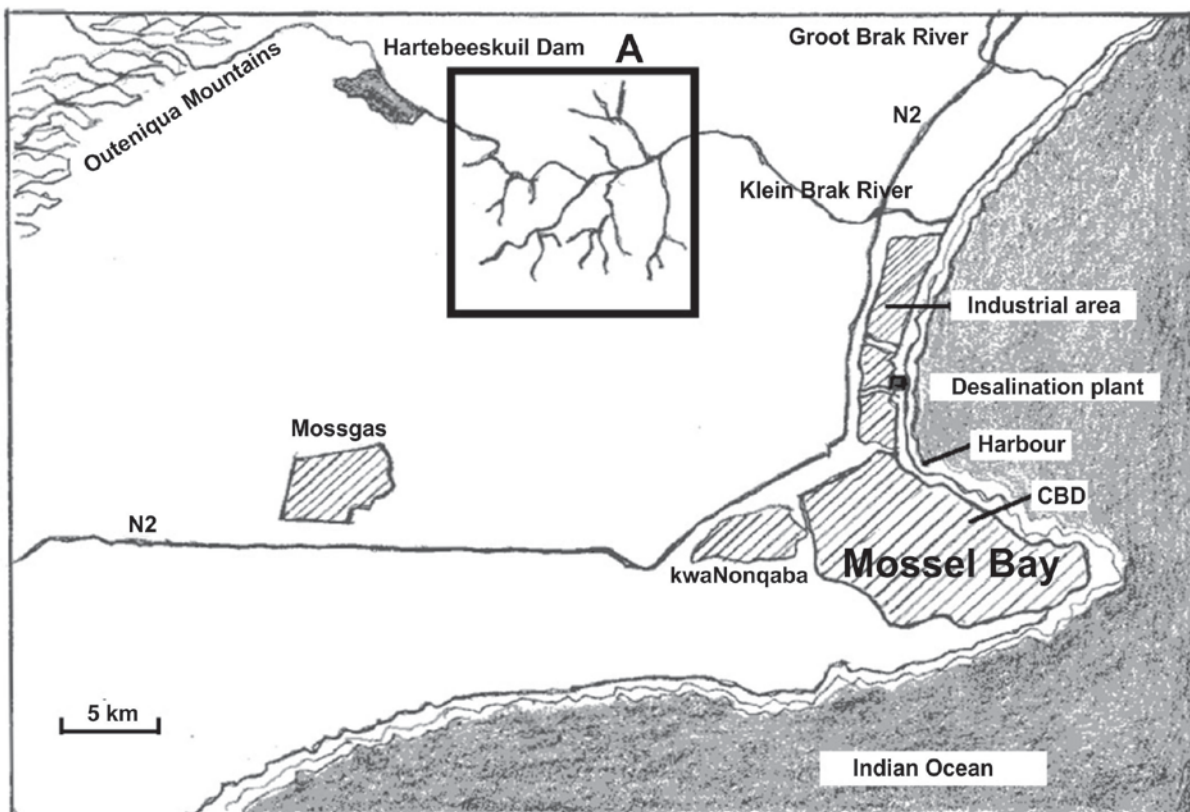 Groot Brak River
Hartebeeskuil Dam
A
Outeniqua Mountains
N2
Klein Brak River
Industrial area
Desalination plant
Mossgas
Harbour
CBD
N2
Mossel Bay
kwaNonqaba
5 km
Indian Ocean